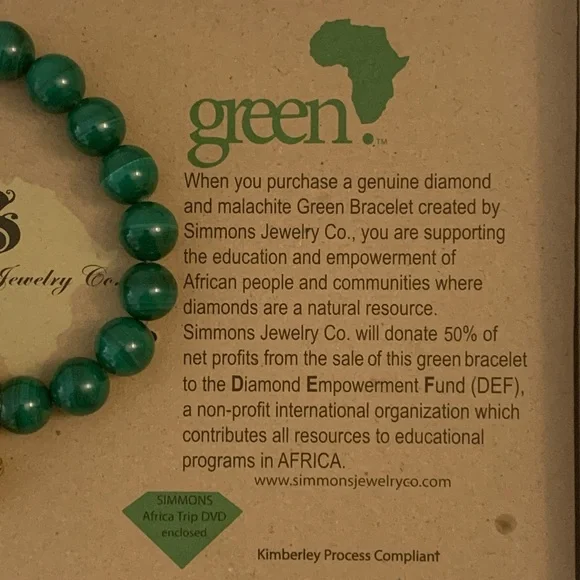 green.™
When you purchase a genuine diamond
and malachite Green Bracelet created by
Simmons Jewelry Co., you are supporting
the education and empowerment of
African people and communities where
diamonds are a natural resource.
Simmons Jewelry Co. will donate 50% of
net profits from the sale of this green bracelet
to the Diamond Empowerment Fund (DEF),
a non-profit international organization which
contributes all resources to educational
programs in AFRICA.
www.simmonsjewelryco.com
Jewelry Co.
SIMMONS
Africa Trip DVD
enclosed
Kimberley Process Compliant